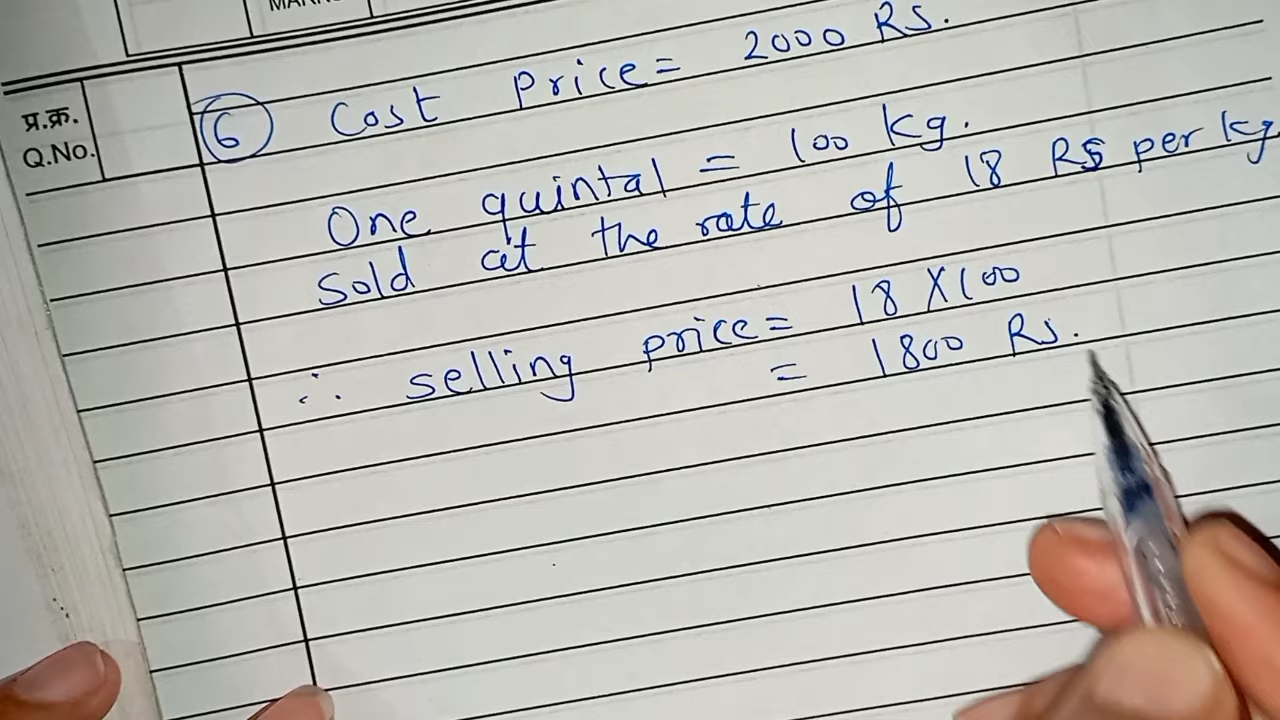 प्र.क्र.
Q.No.
6 Cost Price = 2000 Rs.
One quintal = 100 kg.
Sold at the rate of 18 RS per kg
∴ selling price = 18 X 100
= 1800 Rs.